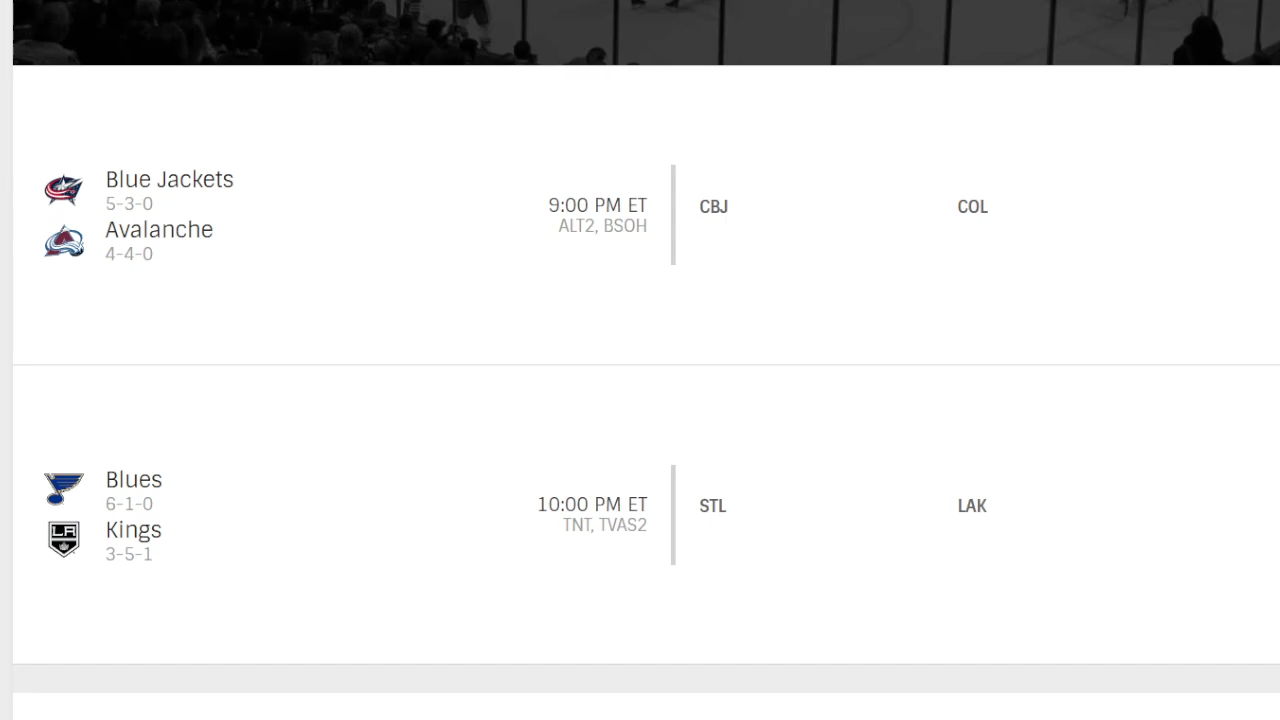 Blue Jackets
5-3-0
Avalanche
4-4-0
9:00 PM ET
ALT2, BSOH
CBJ
COL
Blues
6-1-0
Kings
3-5-1
10:00 PM ET
TNT, TVAS2
STL
LAK